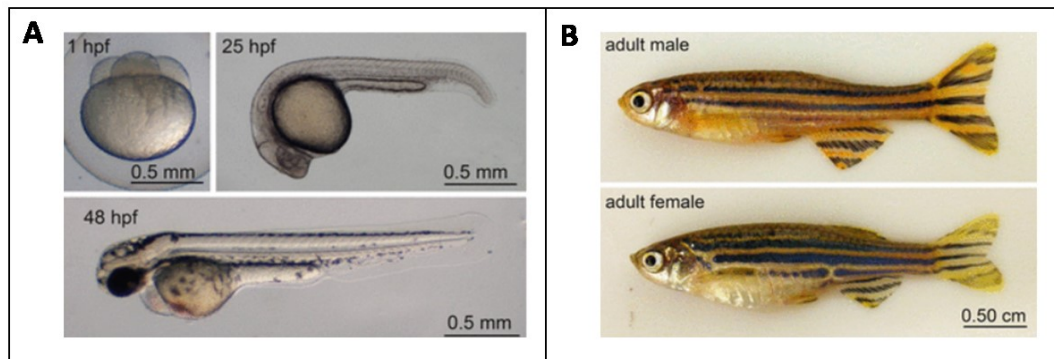 A
1 hpf
25 hpf
0.5 mm
0.5 mm
48 hpf
0.5 mm
B
adult male
adult female
0.50 cm